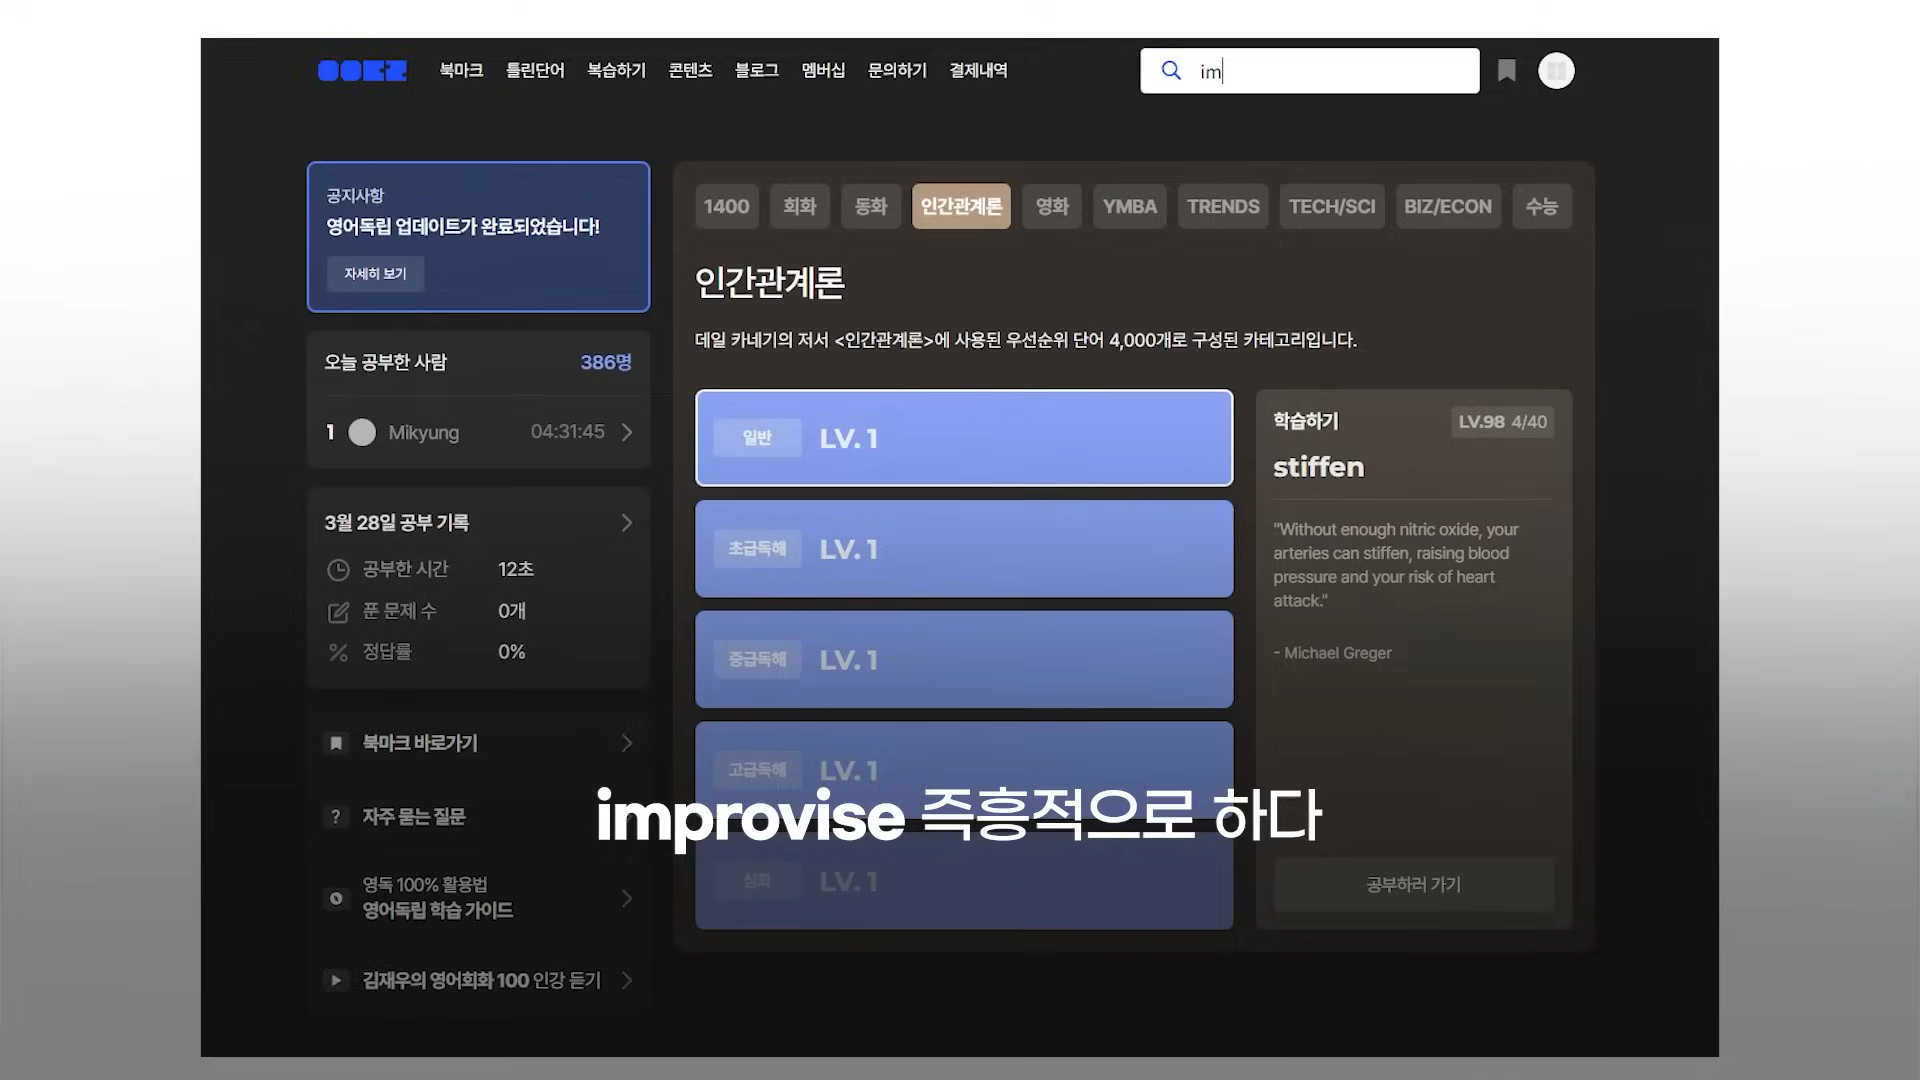 북마크 틀린단어 복습하기 콘텐츠 블로그 멤버십 문의하기 결제내역
im
공지사항
영어독립 업데이트가 완료되었습니다!
자세히 보기
오늘 공부한 사람 386명
1 Mikyung 04:31:45
3월 28일 공부 기록
공부한 시간 12초
푼 문제 수 0개
정답률 0%
북마크 바로가기
? 자주 묻는 질문
영독 100% 활용법
영어독립 학습 가이드
김재우의 영어회화 100 인강 듣기
1400 회화 동화 인간관계론 영화 YMBA TRENDS TECH/SCI BIZ/ECON 수능
인간관계론
데일 카네기의 저서 <인간관계론>에 사용된 우선순위 단어 4,000개로 구성된 카테고리입니다.
일반 LV. 1
초급독해 LV. 1
중급독해 LV. 1
고급독해 LV. 1
심화 LV. 1
학습하기 LV.98 4/40
stiffen
"Without enough nitric oxide, your
arteries can stiffen, raising blood
pressure and your risk of heart
attack."
- Michael Greger
공부하러 가기
improvise 즉흥적으로 하다